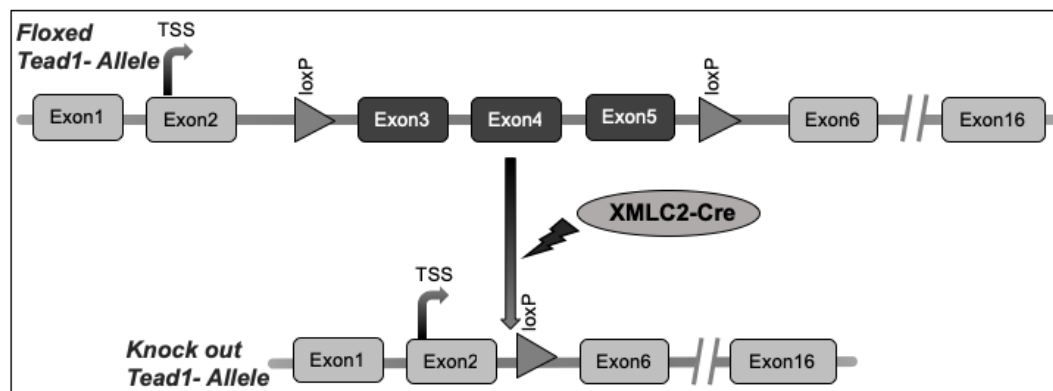 Floxed
Tead1- Allele
TSS
loxP
loxP
Exon1
Exon2
Exon3
Exon4
Exon5
Exon6
Exon16
XMLC2-Cre
TSS
loxP
Knock out
Tead1- Allele
Exon1
Exon2
Exon6
Exon16